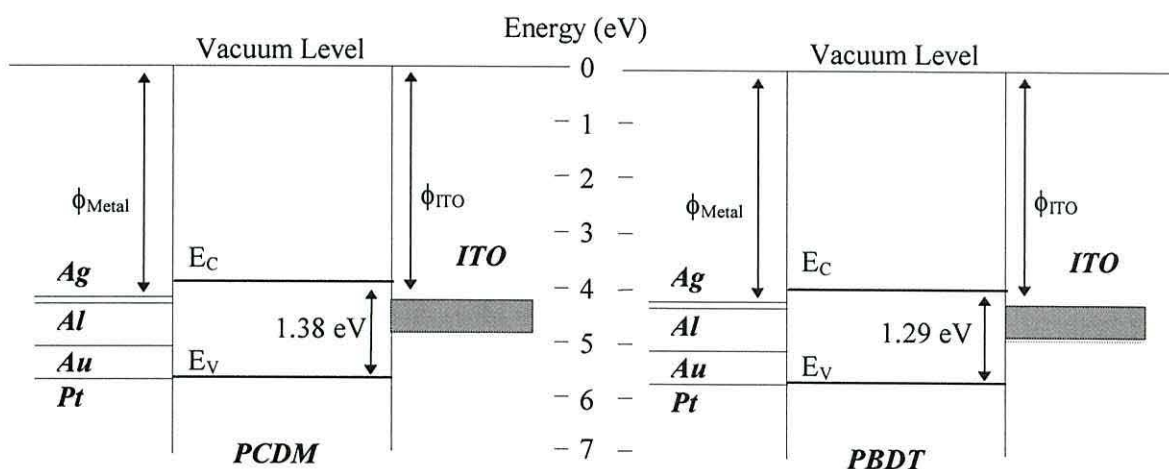 Energy (eV)
Vacuum Level
ϕMetal
ϕITO
EC
ITO
Ag
Al
1.38 eV
Au
EV
Pt
PCDM
0
1
2
3
4
5
6
7
Vacuum Level
ϕMetal
ϕITO
EC
ITO
Ag
Al
1.29 eV
Au
EV
Pt
PBDT